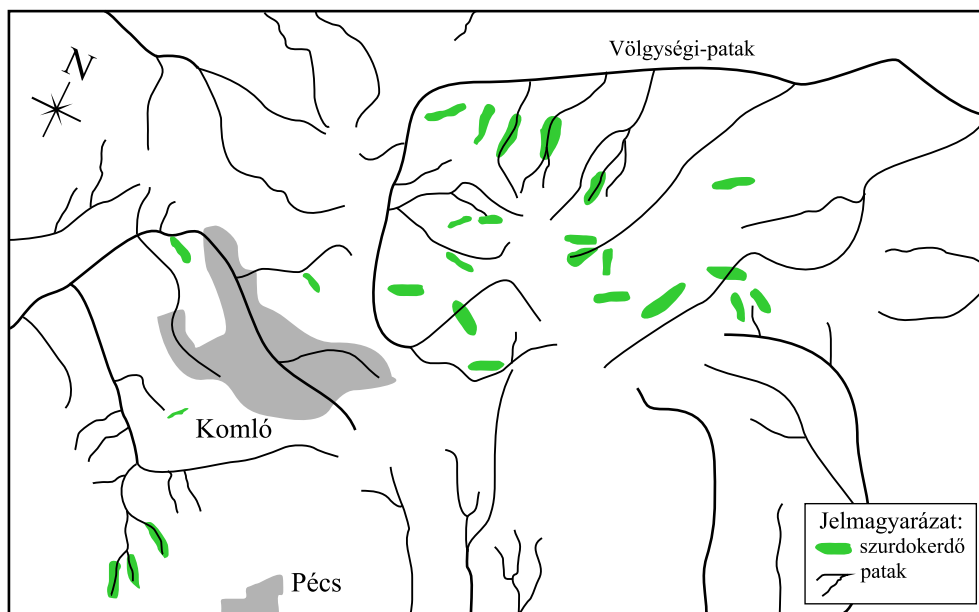 Völgységi-patak
N
Komló
Pécs
Jelmagyarázat:
szurdokerdő
patak